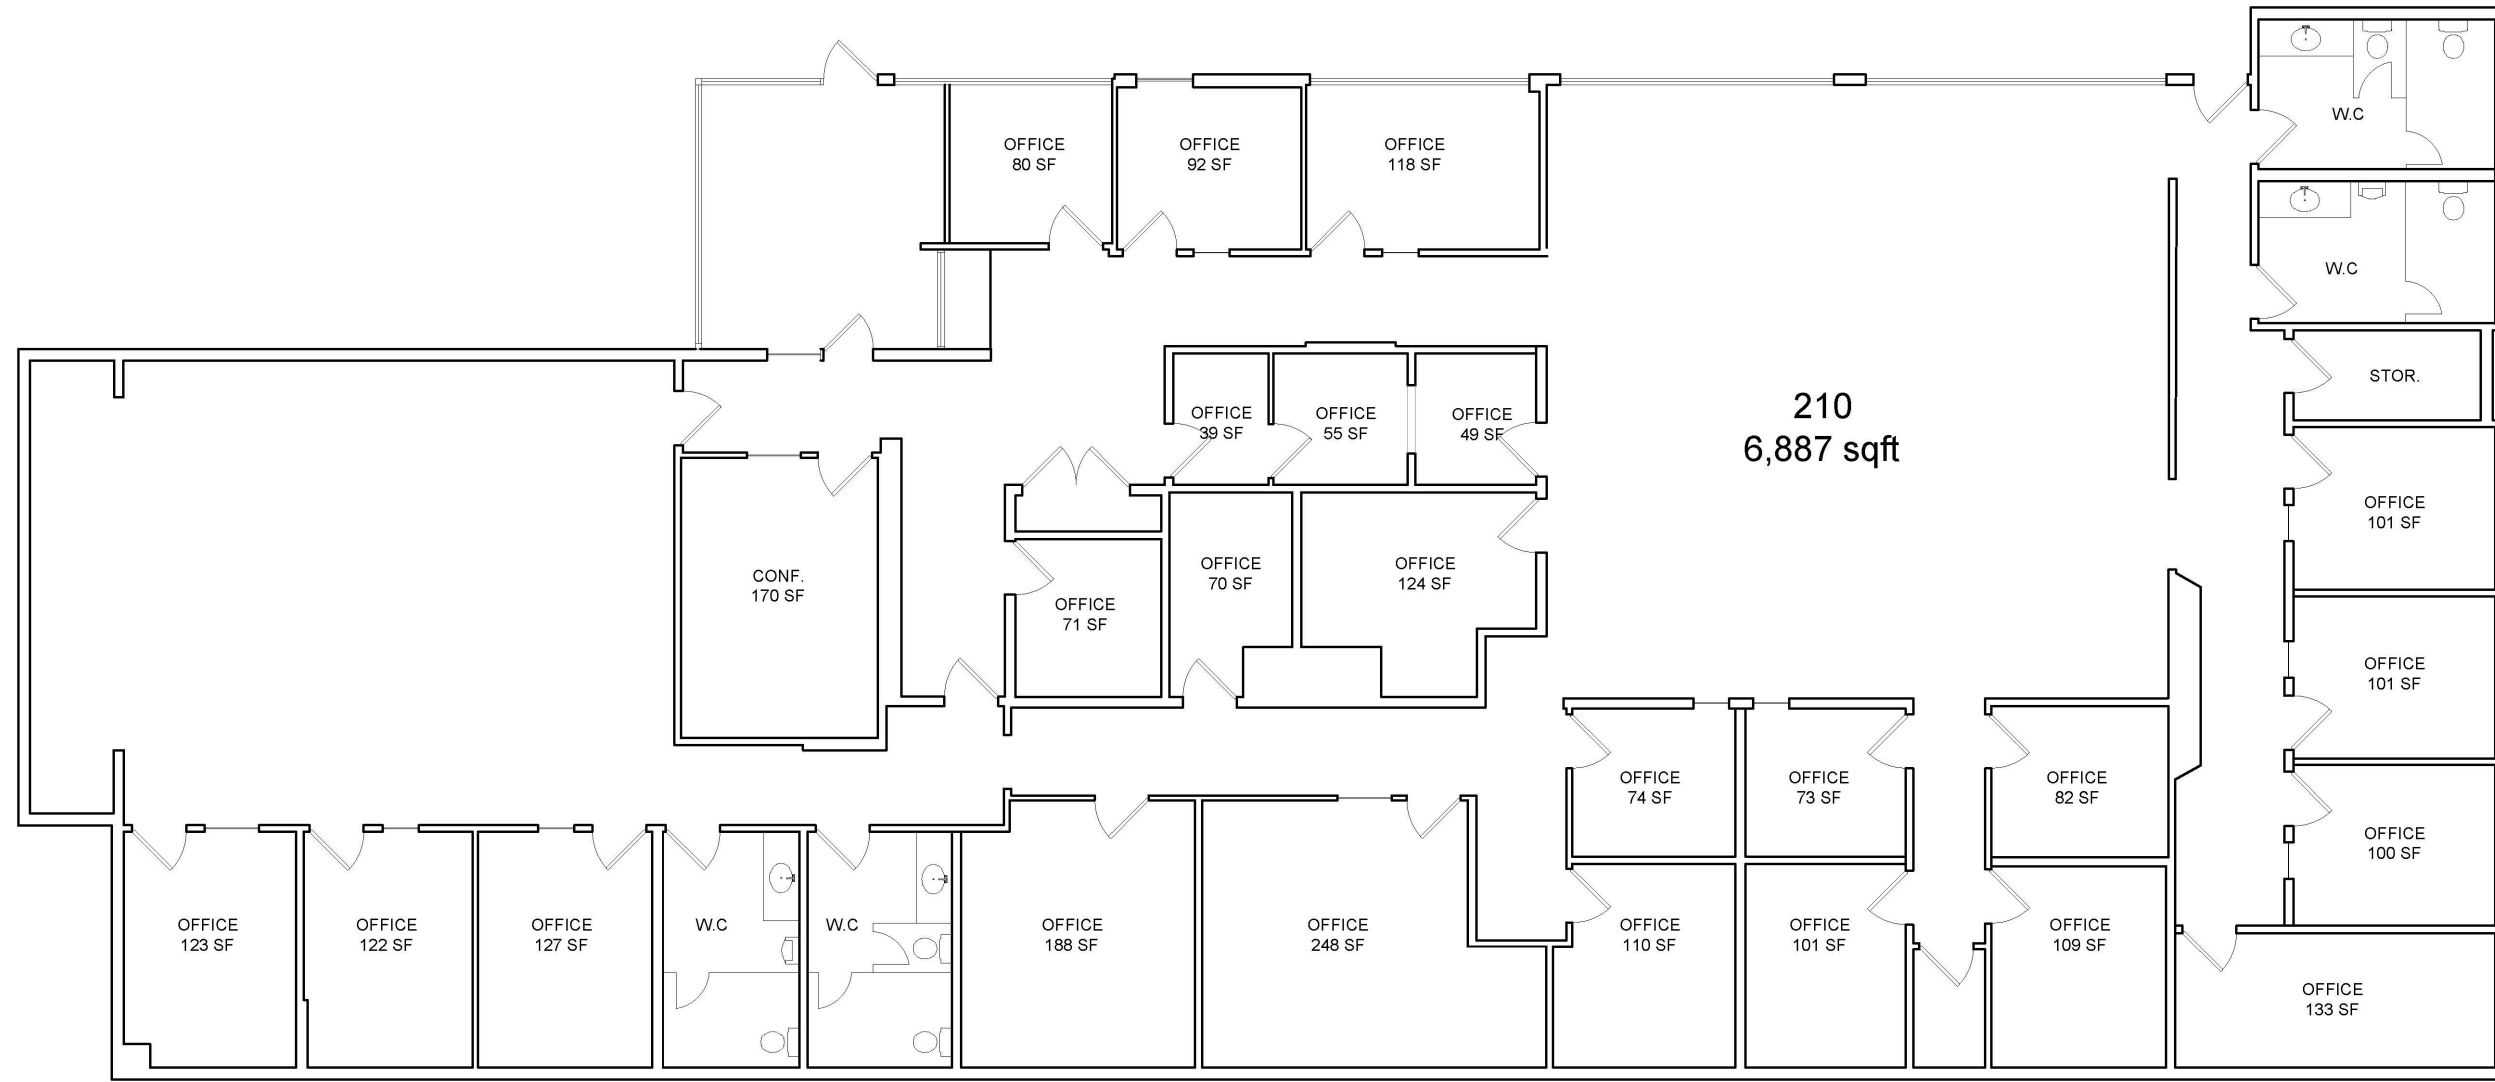 W.C
OFFICE
80 SF
OFFICE
92 SF
OFFICE
118 SF
W.C
STOR.
210
6,887 sqft
OFFICE
39 SF
OFFICE
55 SF
OFFICE
49 SF
OFFICE
101 SF
CONF.
170 SF
OFFICE
70 SF
OFFICE
124 SF
OFFICE
71 SF
OFFICE
101 SF
OFFICE
74 SF
OFFICE
73 SF
OFFICE
82 SF
OFFICE
100 SF
OFFICE
123 SF
OFFICE
122 SF
OFFICE
127 SF
W.C
W.C
OFFICE
188 SF
OFFICE
248 SF
OFFICE
110 SF
OFFICE
101 SF
OFFICE
109 SF
OFFICE
133 SF